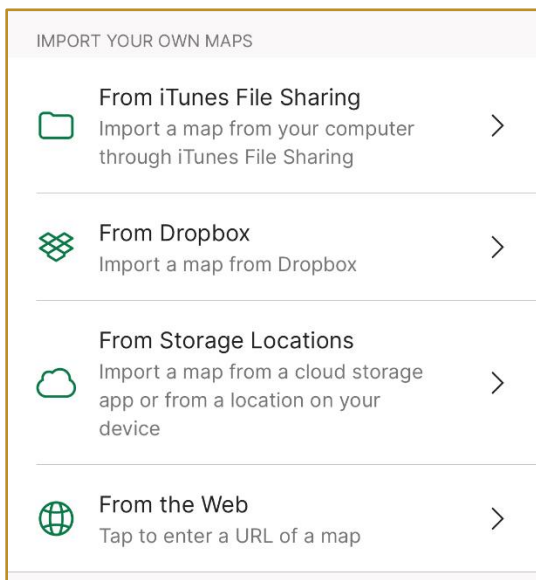 IMPORT YOUR OWN MAPS
From iTunes File Sharing
Import a map from your computer
through iTunes File Sharing
From Dropbox
Import a map from Dropbox
From Storage Locations
Import a map from a cloud storage
app or from a location on your
device
From the Web
Tap to enter a URL of a map